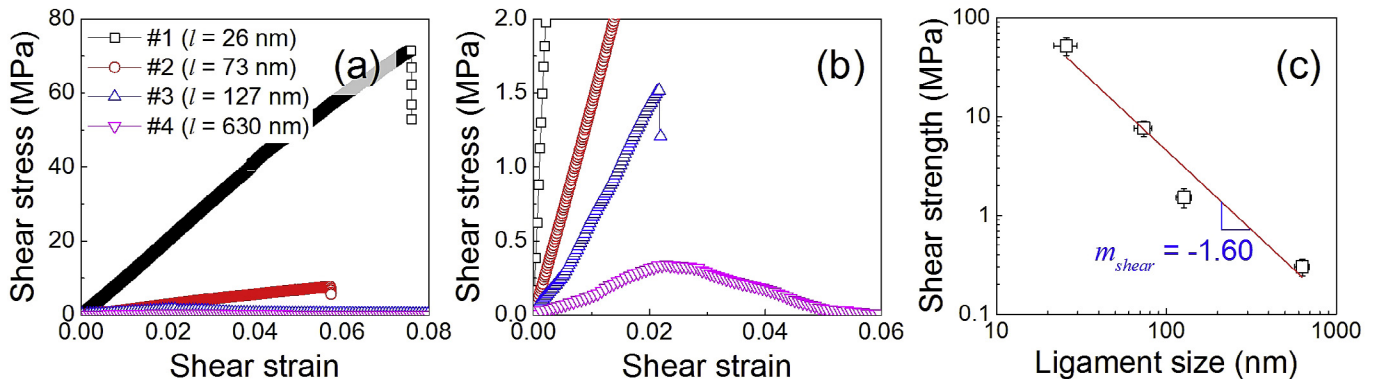 Shear stress (MPa)
80
60
40
20
0
#1 (l = 26 nm)
#2 (l = 73 nm)
#3 (l = 127 nm)
#4 (l = 630 nm)
(a)
0.00 0.02 0.04 0.06 0.08
Shear strain
Shear stress (MPa)
2.0
1.5
1.0
0.5
0.0
(b)
0.00 0.02 0.04 0.06
Shear strain
Shear strength (MPa)
100
10
1
0.1
(c)
m_shear = -1.60
10 100 1000
Ligament size (nm)